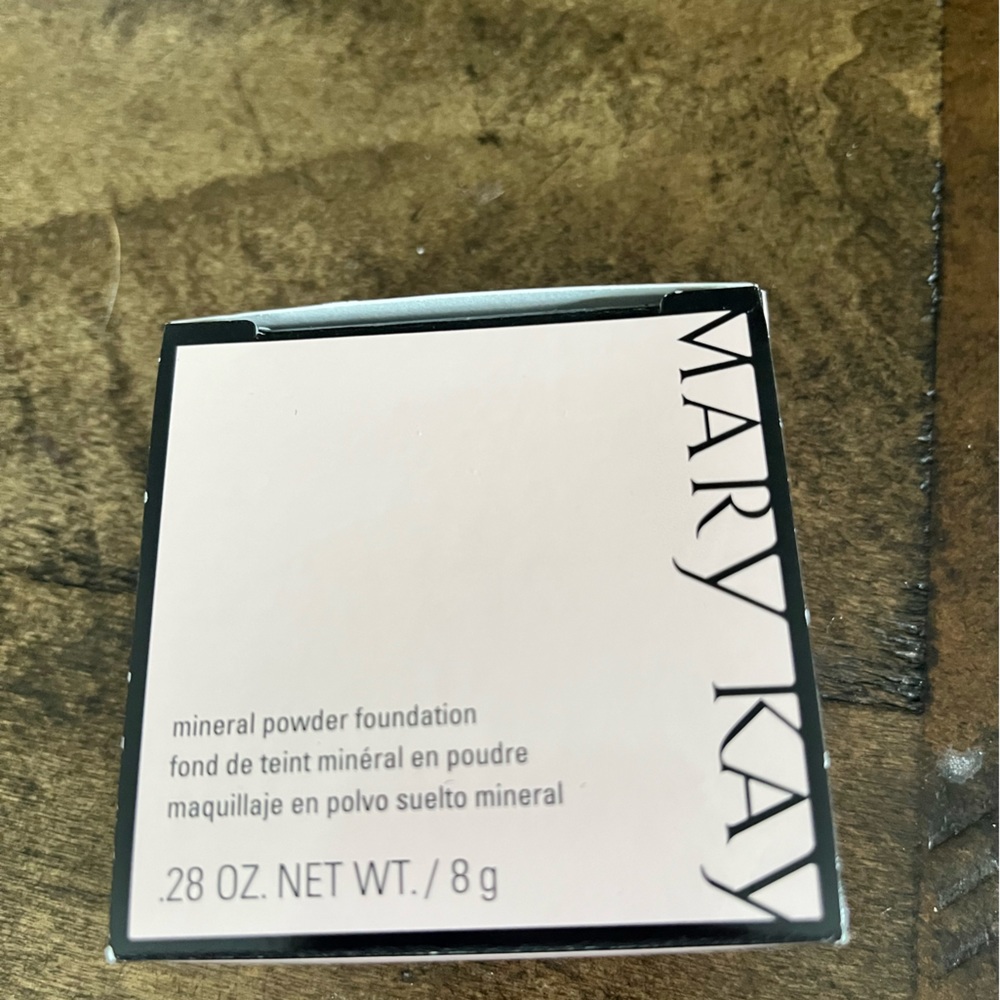 MARY KAY
mineral powder foundation
fond de teint minéral en poudre
maquillaje en polvo suelto mineral
.28 OZ. NET WT. / 8 g